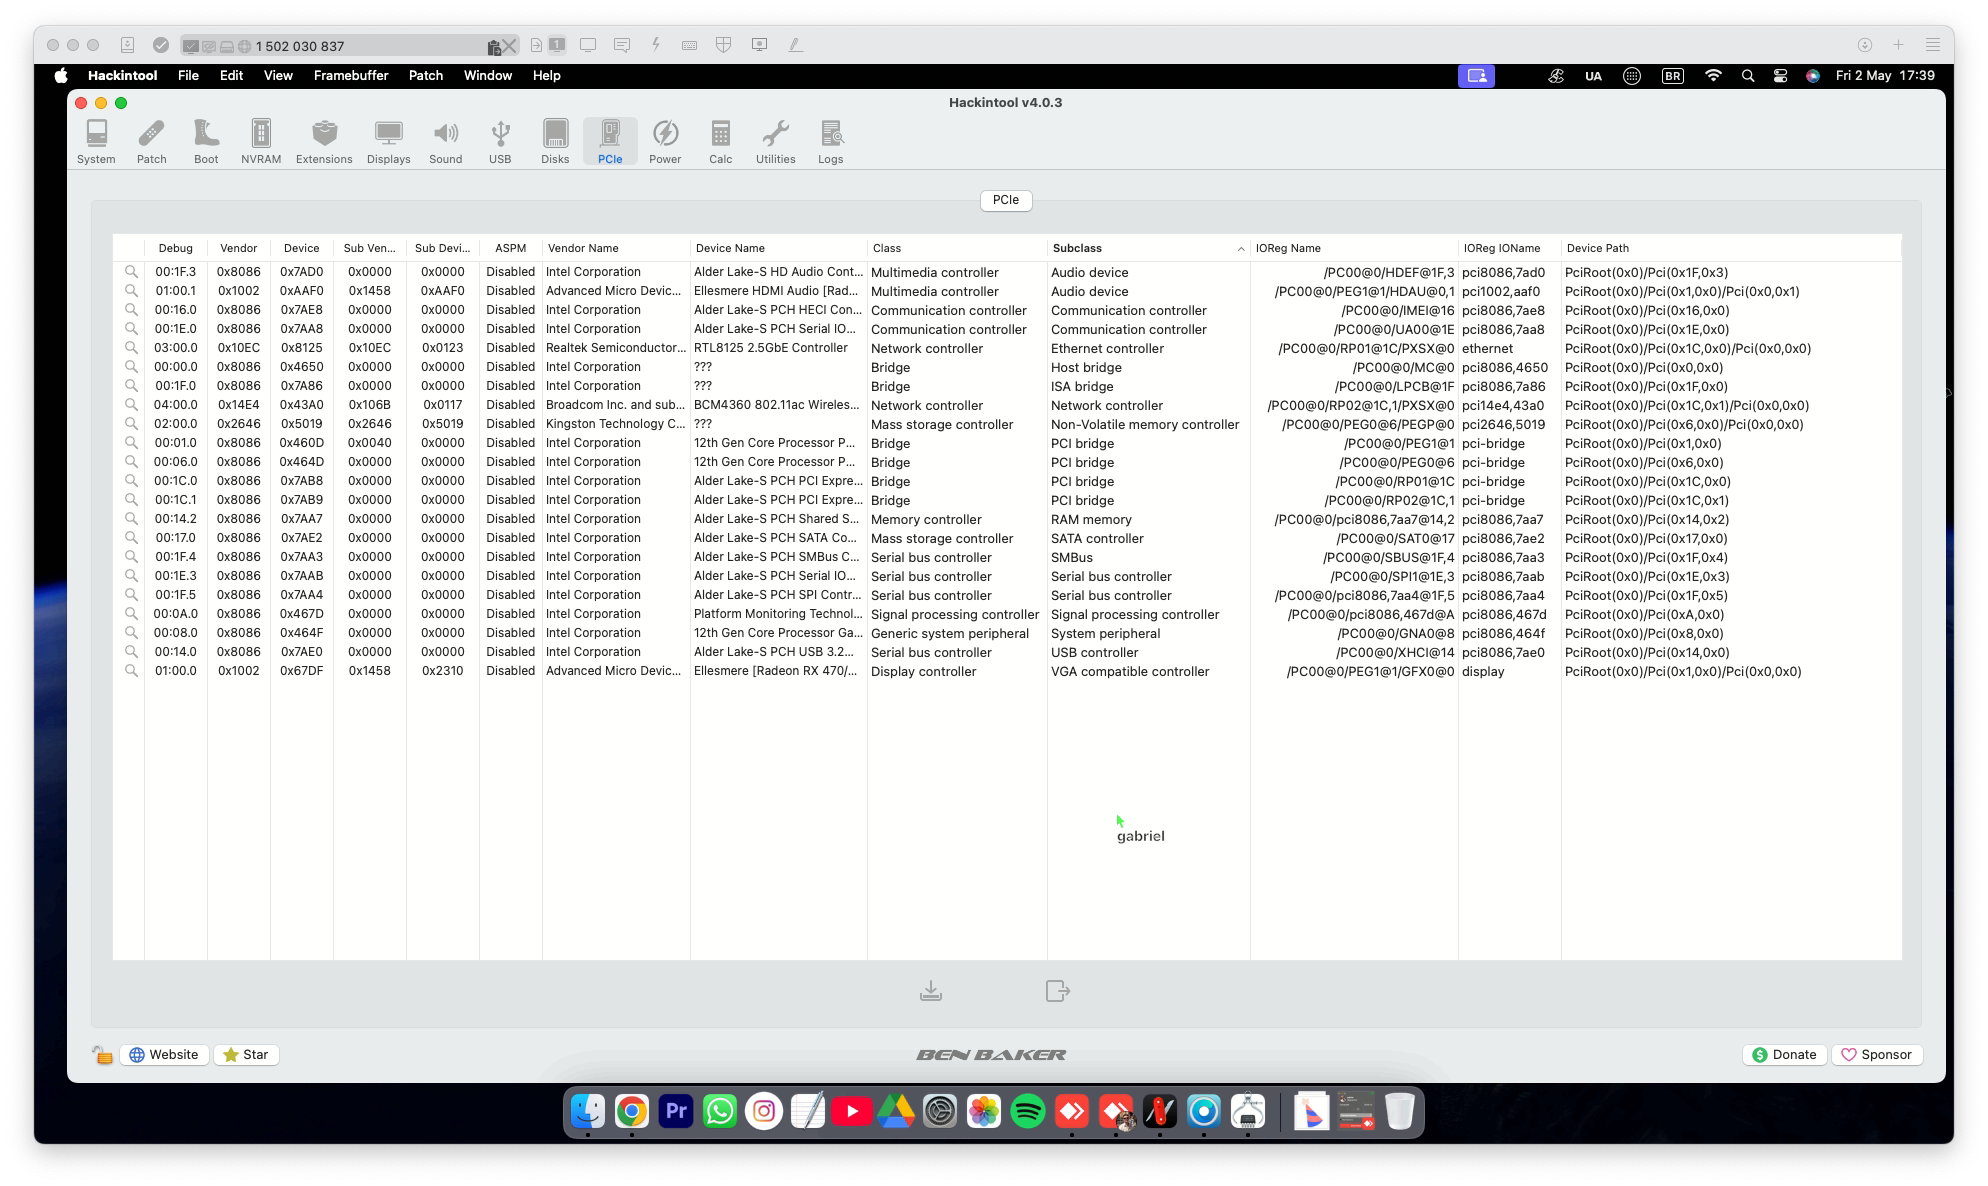 1 502 030 837
1
Hackintool File Edit View Framebuffer Patch Window Help UA BR Fri 2 May 17:39
Hackintool v4.0.3
System Patch Boot NVRAM Extensions Displays Sound USB Disks PCIe Power Calc Utilities Logs
PCIe
Debug Vendor Device Sub Ven... Sub Devi... ASPM Vendor Name Device Name Class Subclass IOReg Name IOReg IOName Device Path
00:1F.3 0x8086 0x7AD0 0x0000 0x0000 Disabled Intel Corporation Alder Lake-S HD Audio Cont... Multimedia controller Audio device /PC00@0/HDEF@1F,3 pci8086,7ad0 PciRoot(0x0)/Pci(0x1F,0x3)
01:00.1 0x1002 0xAAF0 0x1458 0xAAF0 Disabled Advanced Micro Devic... Ellesmere HDMI Audio [Rad... Multimedia controller Audio device /PC00@0/PEG1@1/HDAU@0,1 pci1002,aaf0 PciRoot(0x0)/Pci(0x1,0x0)/Pci(0x0,0x1)
00:16.0 0x8086 0x7AE8 0x0000 0x0000 Disabled Intel Corporation Alder Lake-S PCH HECI Con... Communication controller Communication controller /PC00@0/IMEI@16 pci8086,7ae8 PciRoot(0x0)/Pci(0x16,0x0)
00:1E.0 0x8086 0x7AA8 0x0000 0x0000 Disabled Intel Corporation Alder Lake-S PCH Serial IO... Communication controller Communication controller /PC00@0/UA00@1E pci8086,7aa8 PciRoot(0x0)/Pci(0x1E,0x0)
03:00.0 0x10EC 0x8125 0x10EC 0x0123 Disabled Realtek Semiconductor... RTL8125 2.5GbE Controller Network controller Ethernet controller /PC00@0/RP01@1C/PXSX@0 ethernet PciRoot(0x0)/Pci(0x1C,0x0)/Pci(0x0,0x0)
00:00.0 0x8086 0x4650 0x0000 0x0000 Disabled Intel Corporation ??? Bridge Host bridge /PC00@0/MC@0 pci8086,4650 PciRoot(0x0)/Pci(0x0,0x0)
00:1F.0 0x8086 0x7A86 0x0000 0x0000 Disabled Intel Corporation ??? Bridge ISA bridge /PC00@0/LPCB@1F pci8086,7a86 PciRoot(0x0)/Pci(0x1F,0x0)
04:00.0 0x14E4 0x43A0 0x106B 0x0117 Disabled Broadcom Inc. and sub... BCM4360 802.11ac Wireles... Network controller Network controller /PC00@0/RP02@1C,1/PXSX@0 pci14e4,43a0 PciRoot(0x0)/Pci(0x1C,0x1)/Pci(0x0,0x0)
02:00.0 0x2646 0x5019 0x2646 0x5019 Disabled Kingston Technology C... ??? Mass storage controller Non-Volatile memory controller /PC00@0/PEG0@6/PEGP@0 pci2646,5019 PciRoot(0x0)/Pci(0x6,0x0)/Pci(0x0,0x0)
00:01.0 0x8086 0x460D 0x0040 0x0000 Disabled Intel Corporation 12th Gen Core Processor P... Bridge PCI bridge /PC00@0/PEG1@1 pci-bridge PciRoot(0x0)/Pci(0x1,0x0)
00:06.0 0x8086 0x464D 0x0000 0x0000 Disabled Intel Corporation 12th Gen Core Processor P... Bridge PCI bridge /PC00@0/PEG0@6 pci-bridge PciRoot(0x0)/Pci(0x6,0x0)
00:1C.0 0x8086 0x7AB8 0x0000 0x0000 Disabled Intel Corporation Alder Lake-S PCH PCI Expre... Bridge PCI bridge /PC00@0/RP01@1C pci-bridge PciRoot(0x0)/Pci(0x1C,0x0)
00:1C.1 0x8086 0x7AB9 0x0000 0x0000 Disabled Intel Corporation Alder Lake-S PCH PCI Expre... Bridge PCI bridge /PC00@0/RP02@1C,1 pci-bridge PciRoot(0x0)/Pci(0x1C,0x1)
00:14.2 0x8086 0x7AA7 0x0000 0x0000 Disabled Intel Corporation Alder Lake-S PCH Shared S... Memory controller RAM memory /PC00@0/pci8086,7aa7@14,2 pci8086,7aa7 PciRoot(0x0)/Pci(0x14,0x2)
00:17.0 0x8086 0x7AE2 0x0000 0x0000 Disabled Intel Corporation Alder Lake-S PCH SATA Co... Mass storage controller SATA controller /PC00@0/SAT0@17 pci8086,7ae2 PciRoot(0x0)/Pci(0x17,0x0)
00:1F.4 0x8086 0x7AA3 0x0000 0x0000 Disabled Intel Corporation Alder Lake-S PCH SMBus C... Serial bus controller SMBus /PC00@0/SBUS@1F,4 pci8086,7aa3 PciRoot(0x0)/Pci(0x1F,0x4)
00:1E.3 0x8086 0x7AAB 0x0000 0x0000 Disabled Intel Corporation Alder Lake-S PCH Serial IO... Serial bus controller Serial bus controller /PC00@0/SPI1@1E,3 pci8086,7aab PciRoot(0x0)/Pci(0x1E,0x3)
00:1F.5 0x8086 0x7AA4 0x0000 0x0000 Disabled Intel Corporation Alder Lake-S PCH SPI Contr... Serial bus controller Serial bus controller /PC00@0/pci8086,7aa4@1F,5 pci8086,7aa4 PciRoot(0x0)/Pci(0x1F,0x5)
00:0A.0 0x8086 0x467D 0x0000 0x0000 Disabled Intel Corporation Platform Monitoring Technol... Signal processing controller Signal processing controller /PC00@0/pci8086,467d@A pci8086,467d PciRoot(0x0)/Pci(0xA,0x0)
00:08.0 0x8086 0x464F 0x0000 0x0000 Disabled Intel Corporation 12th Gen Core Processor Ga... Generic system peripheral System peripheral /PC00@0/GNA0@8 pci8086,464f PciRoot(0x0)/Pci(0x8,0x0)
00:14.0 0x8086 0x7AE0 0x0000 0x0000 Disabled Intel Corporation Alder Lake-S PCH USB 3.2... Serial bus controller USB controller /PC00@0/XHCI@14 pci8086,7ae0 PciRoot(0x0)/Pci(0x14,0x0)
01:00.0 0x1002 0x67DF 0x1458 0x2310 Disabled Advanced Micro Devic... Ellesmere [Radeon RX 470/... Display controller VGA compatible controller /PC00@0/PEG1@1/GFX0@0 display PciRoot(0x0)/Pci(0x1,0x0)/Pci(0x0,0x0)
gabriel
Website Star BEN BAKER Donate Sponsor
Pr